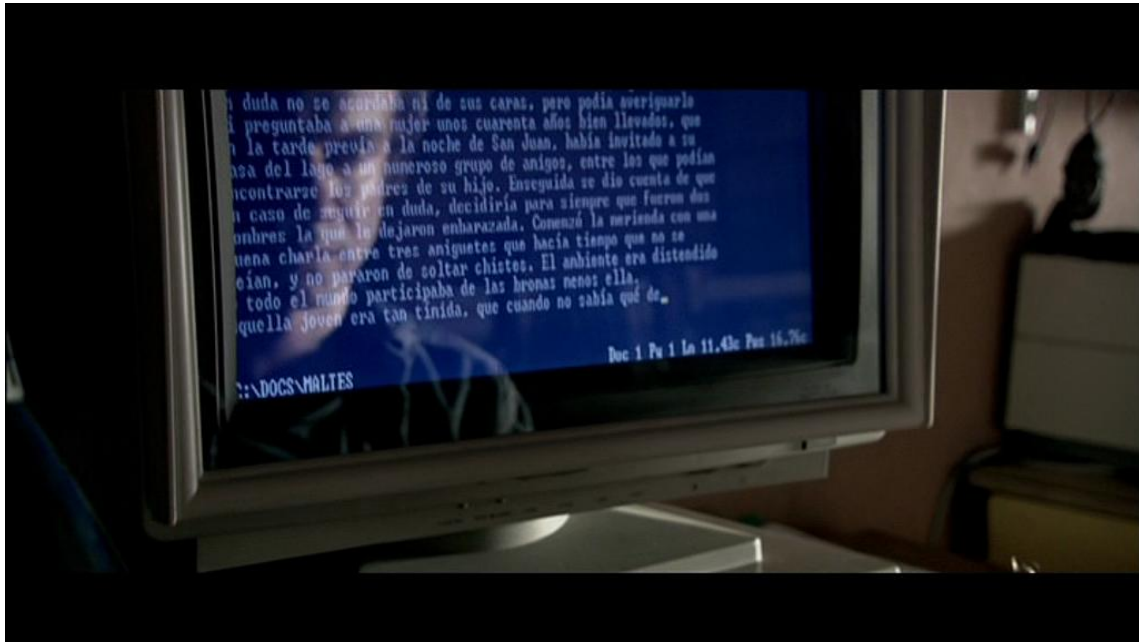 duda no se acordaba ni de sus caras, pero podía averiguarlo
i preguntaba a una mujer unos cuarenta años bien llevados, que
n la tarde previa a la noche de San Juan, había invitado a su
asa del lago a un numeroso grupo de amigos, entre los que podían
ncontrarse los padres de su hijo. Enseguida se dio cuenta de que
n caso de seguir en duda, decidiría para siempre que fueron dos
ombres la que le dejaron embarazada. Comenzó la merienda con una
uena charla entre tres amiguetes que hacía tiempo que no se
eían, y no pararon de soltar chistes. El ambiente era distendido
todo el mundo participaba de las bromas menos ella.
quella joven era tan tímida, que cuando no sabía qué de
Doc 1 Pg 1 Ln 11.43c Pos 16.76c
C:\DOCS\MALTES